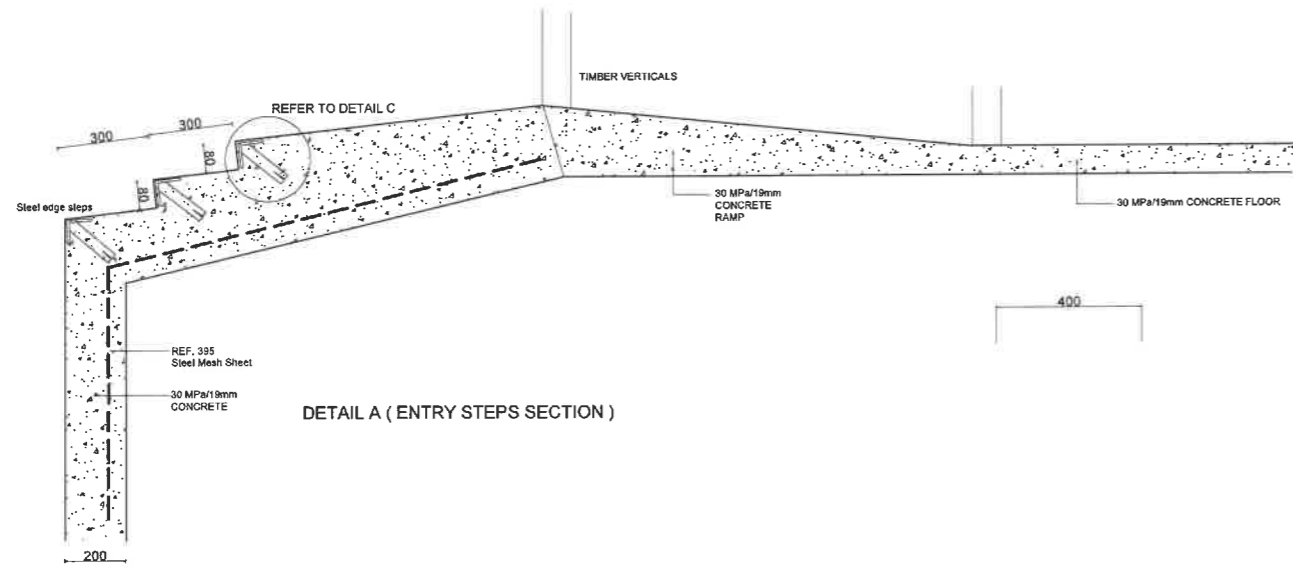 TIMBER VERTICALS
REFER TO DETAIL C
300
300
80
80
Steel edge steps
30 MPa/19mm
CONCRETE
RAMP
30 MPa/19mm CONCRETE FLOOR
400
REF. 395
Steel Mesh Sheet
30 MPa/19mm
CONCRETE
DETAIL A ( ENTRY STEPS SECTION )
200